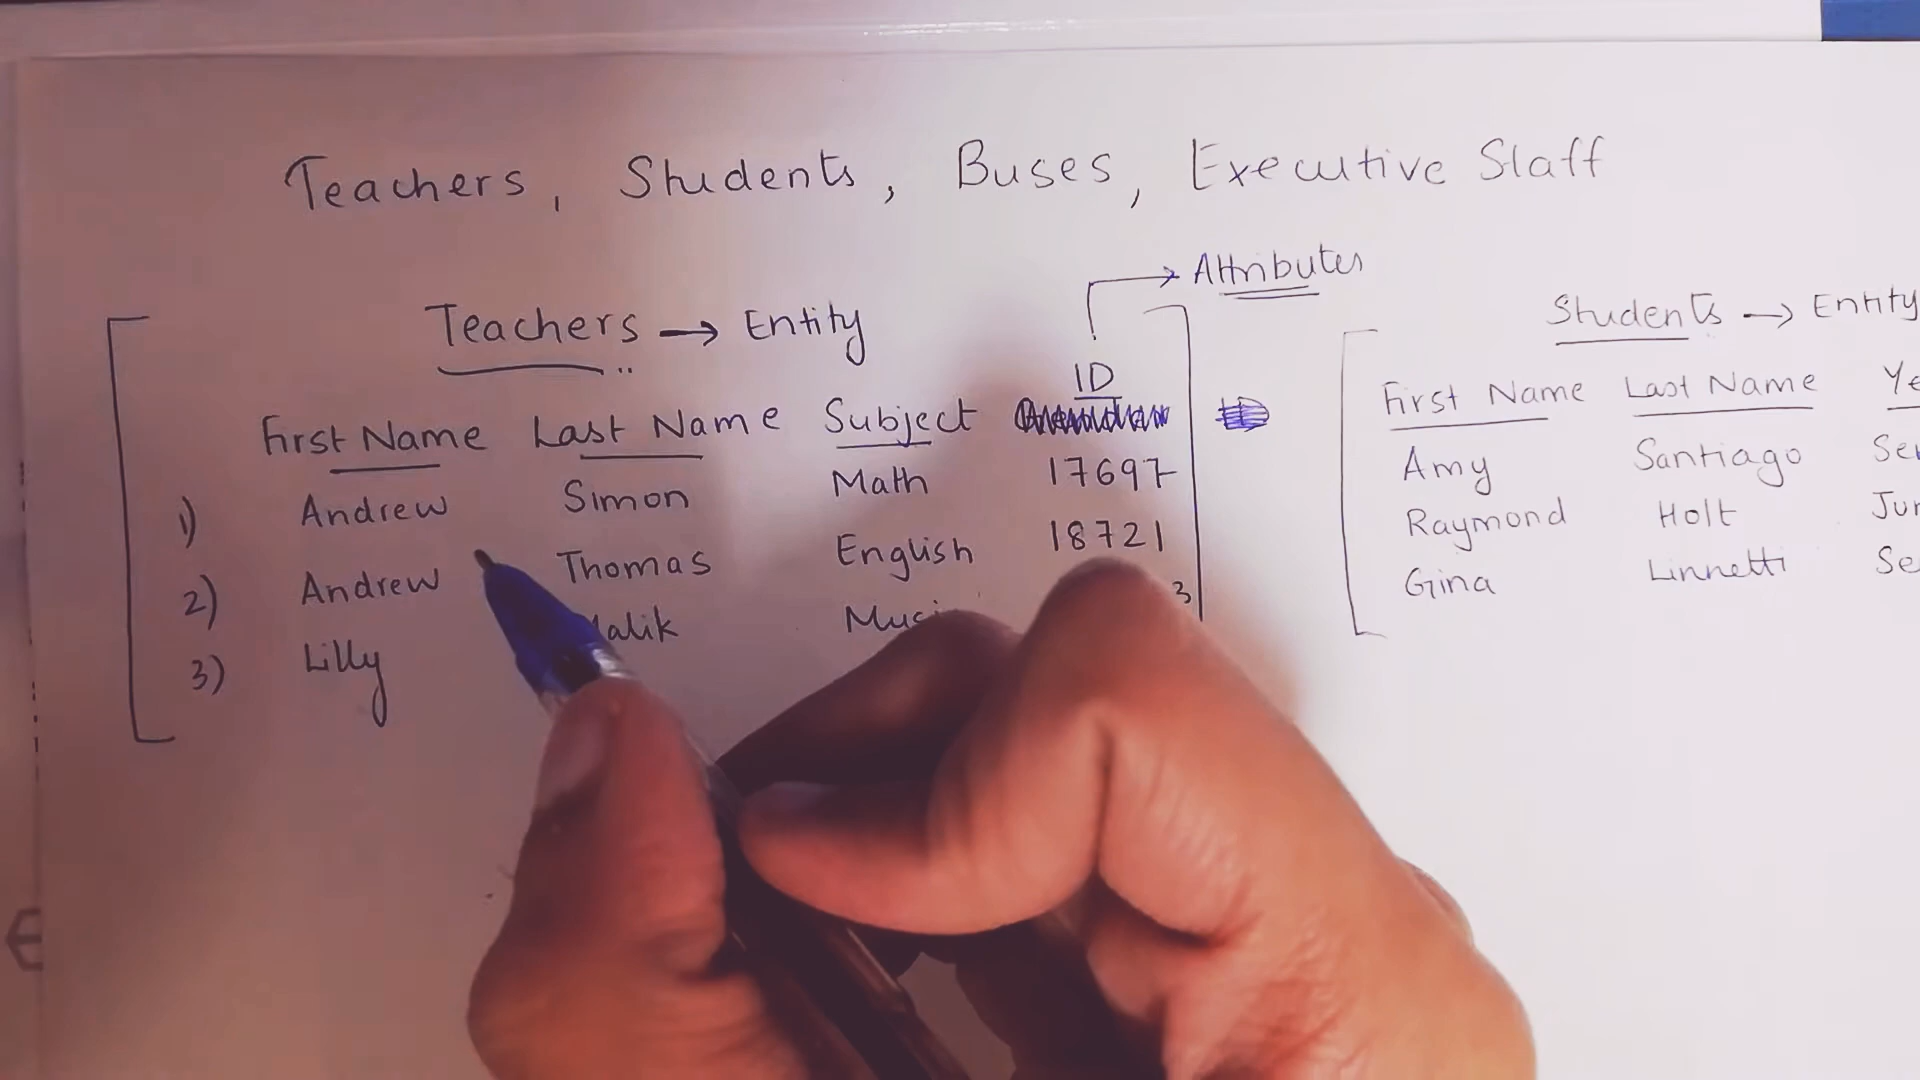 Teachers, Students, Buses, Executive Staff
Attributes
Teachers → Entity
ID
First Name Last Name Subject
1) Andrew Simon Math 17697
2) Andrew Thomas English 18721
3) Lilly
Students → Entity
First Name Last Name
Amy Santiago
Raymond Holt
Gina Linnetti